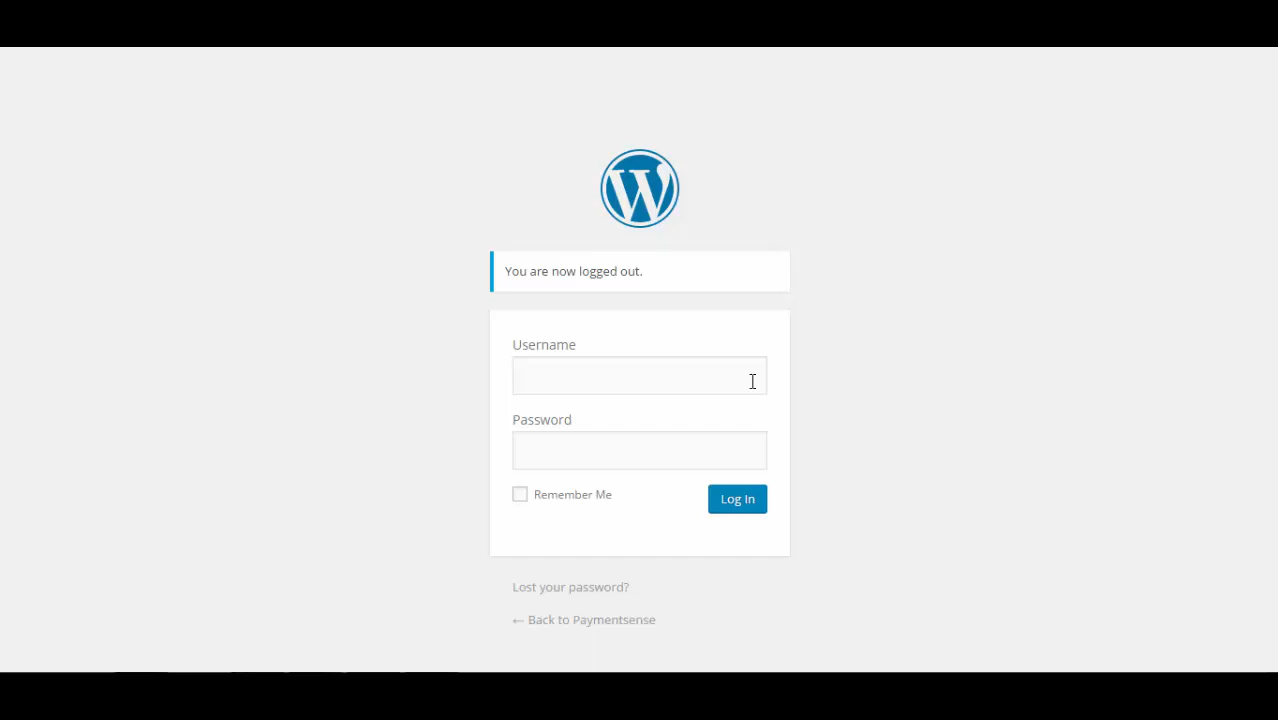 You are now logged out.
Username
Password
Remember Me
Log In
Lost your password?
← Back to Paymentsense